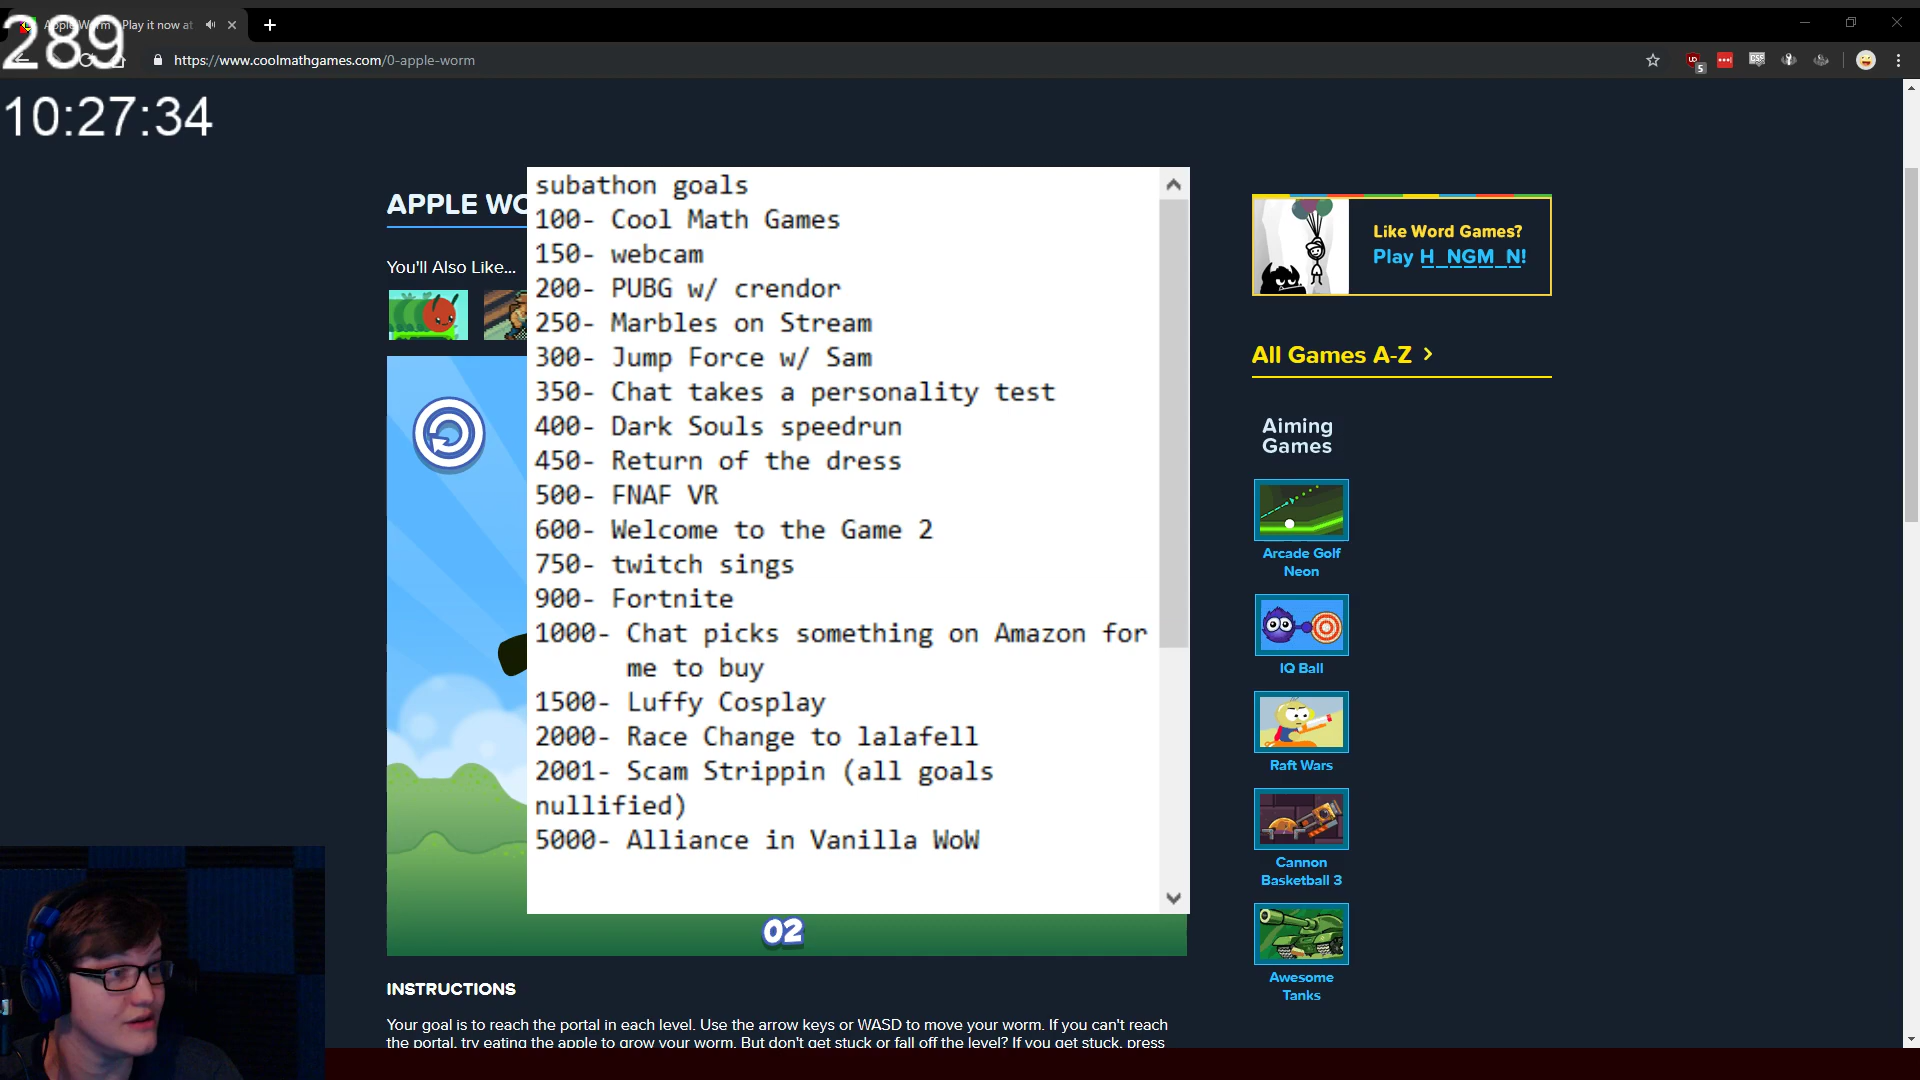 289
Play it now at
https://www.coolmathgames.com/0-apple-worm
5
10:27:34
APPLE WO
You'll Also Like...
subathon goals
100- Cool Math Games
150- webcam
200- PUBG w/ crendor
250- Marbles on Stream
300- Jump Force w/ Sam
350- Chat takes a personality test
400- Dark Souls speedrun
450- Return of the dress
500- FNAF VR
600- Welcome to the Game 2
750- twitch sings
900- Fortnite
1000- Chat picks something on Amazon for
me to buy
1500- Luffy Cosplay
2000- Race Change to lalafell
2001- Scam Strippin (all goals
nullified)
5000- Alliance in Vanilla WoW
02
INSTRUCTIONS
Your goal is to reach the portal in each level. Use the arrow keys or WASD to move your worm. If you can't reach
the portal, try eating the apple to grow your worm. But don't get stuck or fall off the level? If you get stuck, press
Like Word Games?
Play H_NGM_N!
All Games A-Z >
Aiming
Games
Arcade Golf
Neon
IQ Ball
Raft Wars
Cannon
Basketball 3
Awesome
Tanks